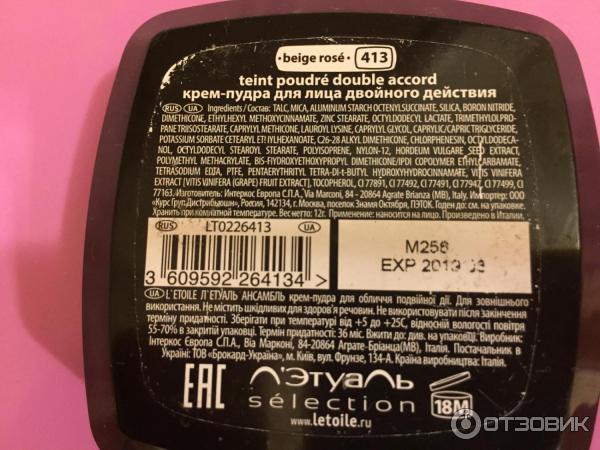 •beige rosé• 413
teint poudré double accord
крем-пудра для лица двойного действия
RUS UA Ingredients / Состав: TALC, MICA, ALUMINUM STARCH OCTENYLSUCCINATE, SILICA, BORON NITRIDE,
DIMETHICONE, ETHYLHEXYL METHOXYCINNAMATE, ZINC STEARATE, OCTYLDODECYL LACTATE, TRIMETHYLOLPRO-
PANE TRIISOSTEARATE, CAPRYLYL METHICONE, LAUROYL LYSINE, CAPRYLYL GLYCOL, CAPRYLIC/CAPRIC TRIGLYCERIDE,
POTASSIUM SORBATE CETEARYL ETHYLHEXANOATE, C26-28 ALKYL DIMETHICONE, CHLORPHENESIN, OCTYLDODECA-
NOL, OCTYLDODECYL STEAROYL STEARATE, POLYISOPRENE, NYLON-12, HORDEUM VULGARE SEED EXTRACT,
POLYMETHYL METHACRYLATE, BIS-HYDROXYETHOXYPROPYL DIMETHICONE/IPDI COPOLYMER ETHYLCARBAMATE,
TETRASODIUM EDTA, PTFE, PENTAERYTHRITYL TETRA-DI-t-BUTYL HYDROXYHYDROCINNAMATE, VITIS VINIFERA
EXTRACT (VITIS VINIFERA (GRAPE) FRUIT EXTRACT), TOCOPHEROL, CI 77891, CI 77492, CI 77491, CI 77947, CI 77499, CI
77163. Изготовитель: Интеркос Европа С.П.А., Via Marconi, 84 - 20864 Agrate Brianza (MB), Italy. Импортер: ООО
«Курс Груп Дистрибьюшн», Россия, 142134, г. Москва, поселок Знамя Октября, ПЭТОК. Годен до: см. на упаковке.
Хранить при комнатной температуре. Вес нетто: 12г. Применение: наносится на лицо. Произведено в Италии.
RUS LT0226413 UA
3 609592 264134 >
M256
EXP 2019
UA L`ETOILE Л`ЕТУАЛЬ АНСАМБЛЬ крем-пудра для обличчя подвійної дії. Для зовнішнього
використання. Не містить шкідливих для здоров'я речовин. Не використовувати після закінчення
терміну придатності. Зберігати при температурі від +5 до +25С, відносній вологості повітря
55-70% в закритій упаковці. Термін придатності: 36 міс. Вжити до: див. на упаковці. Виробник:
Інтеркос Європа С.П.А., Віа Марконі, 84-20864 Аграте-Бріанца(МВ), Італія. Постачальник в
Україні: ТОВ «Брокард-Україна», м. Київ, вул. Фрунзе, 134-А. Країна виробництва: Італія.
EAC Л'Этуаль
sélection 18M
www.letoile.ru
ОТЗОВИК